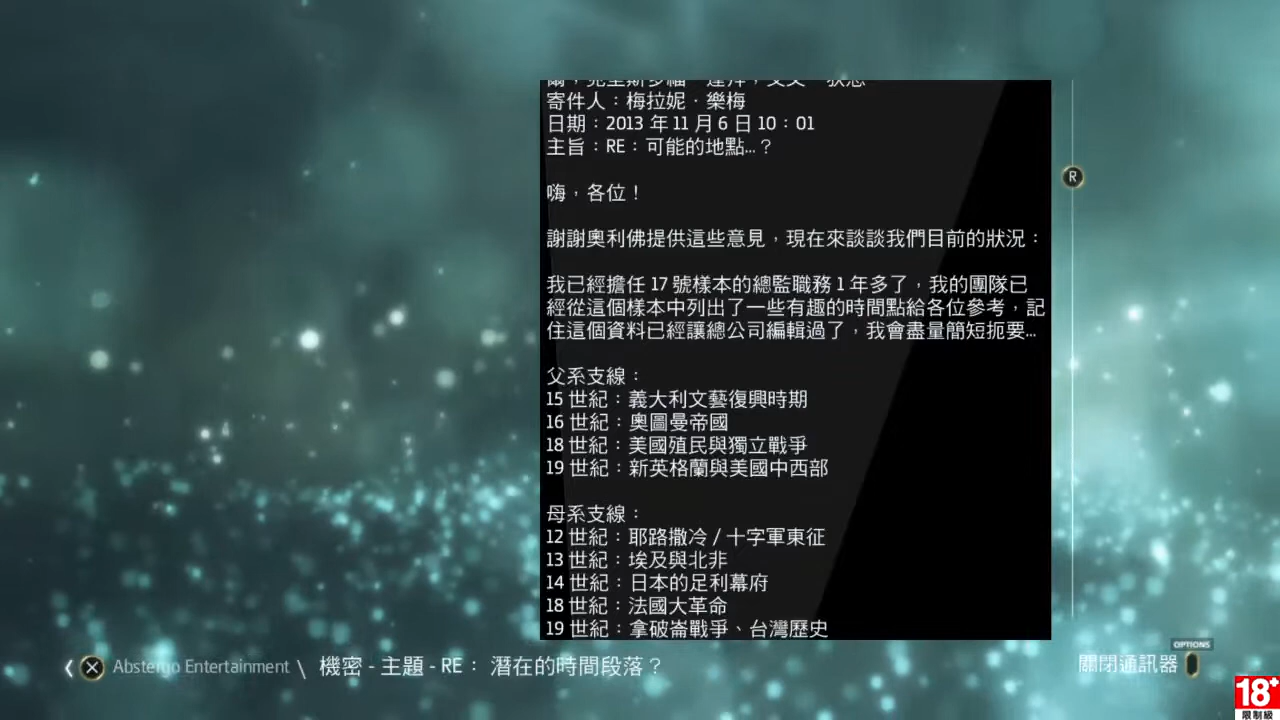 寄件人：梅拉妮・樂梅
日期：2013 年 11 月 6 日 10：01
主旨：RE：可能的地點...？
嗨，各位！
謝謝奧利佛提供這些意見，現在來談談我們目前的狀況：
我已經擔任 17 號樣本的總監職務 1 年多了，我的團隊已
經從這個樣本中列出了一些有趣的時間點給各位參考，記
住這個資料已經讓總公司編輯過了，我會盡量簡短扼要...
父系支線：
15 世紀：義大利文藝復興時期
16 世紀：奧圖曼帝國
18 世紀：美國殖民與獨立戰爭
19 世紀：新英格蘭與美國中西部
母系支線：
12 世紀：耶路撒冷 / 十字軍東征
13 世紀：埃及與北非
14 世紀：日本的足利幕府
18 世紀：法國大革命
19 世紀：拿破崙戰爭、台灣歷史
R
Abstergo Entertainment \ 機密 - 主題 - RE： 潛在的時間段落？
OPTIONS
關閉通訊器
18+
限制級